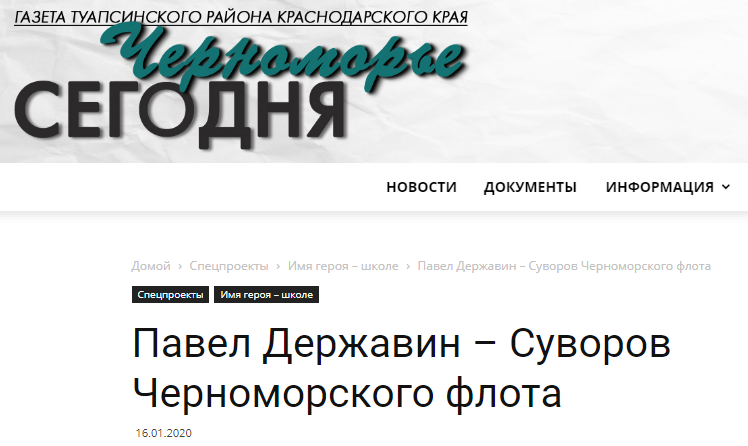 ГАЗЕТА ТУАПСИНСКОГО РАЙОНА КРАСНОДАРСКОГО КРАЯ
Черноморье
СЕГОДНЯ
НОВОСТИ ДОКУМЕНТЫ ИНФОРМАЦИЯ
Домой › Спецпроекты › Имя героя – школе › Павел Державин – Суворов Черноморского флота
Спецпроекты Имя героя – школе
Павел Державин – Суворов
Черноморского флота
16.01.2020